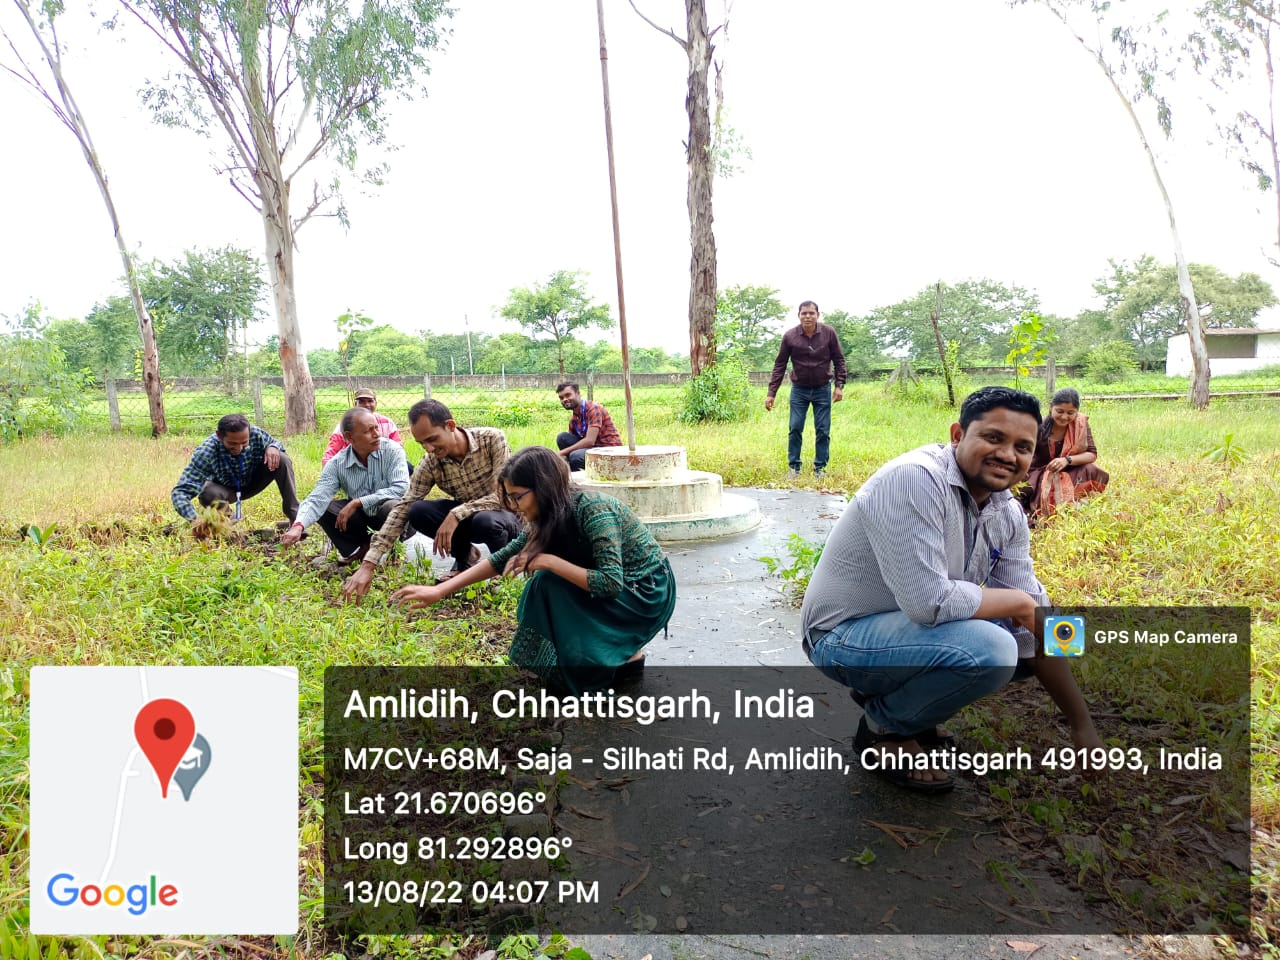 GPS Map Camera
Amlidih, Chhattisgarh, India
M7CV+68M, Saja - Silhati Rd, Amlidih, Chhattisgarh 491993, India
Lat 21.670696°
Long 81.292896°
13/08/22 04:07 PM
Google